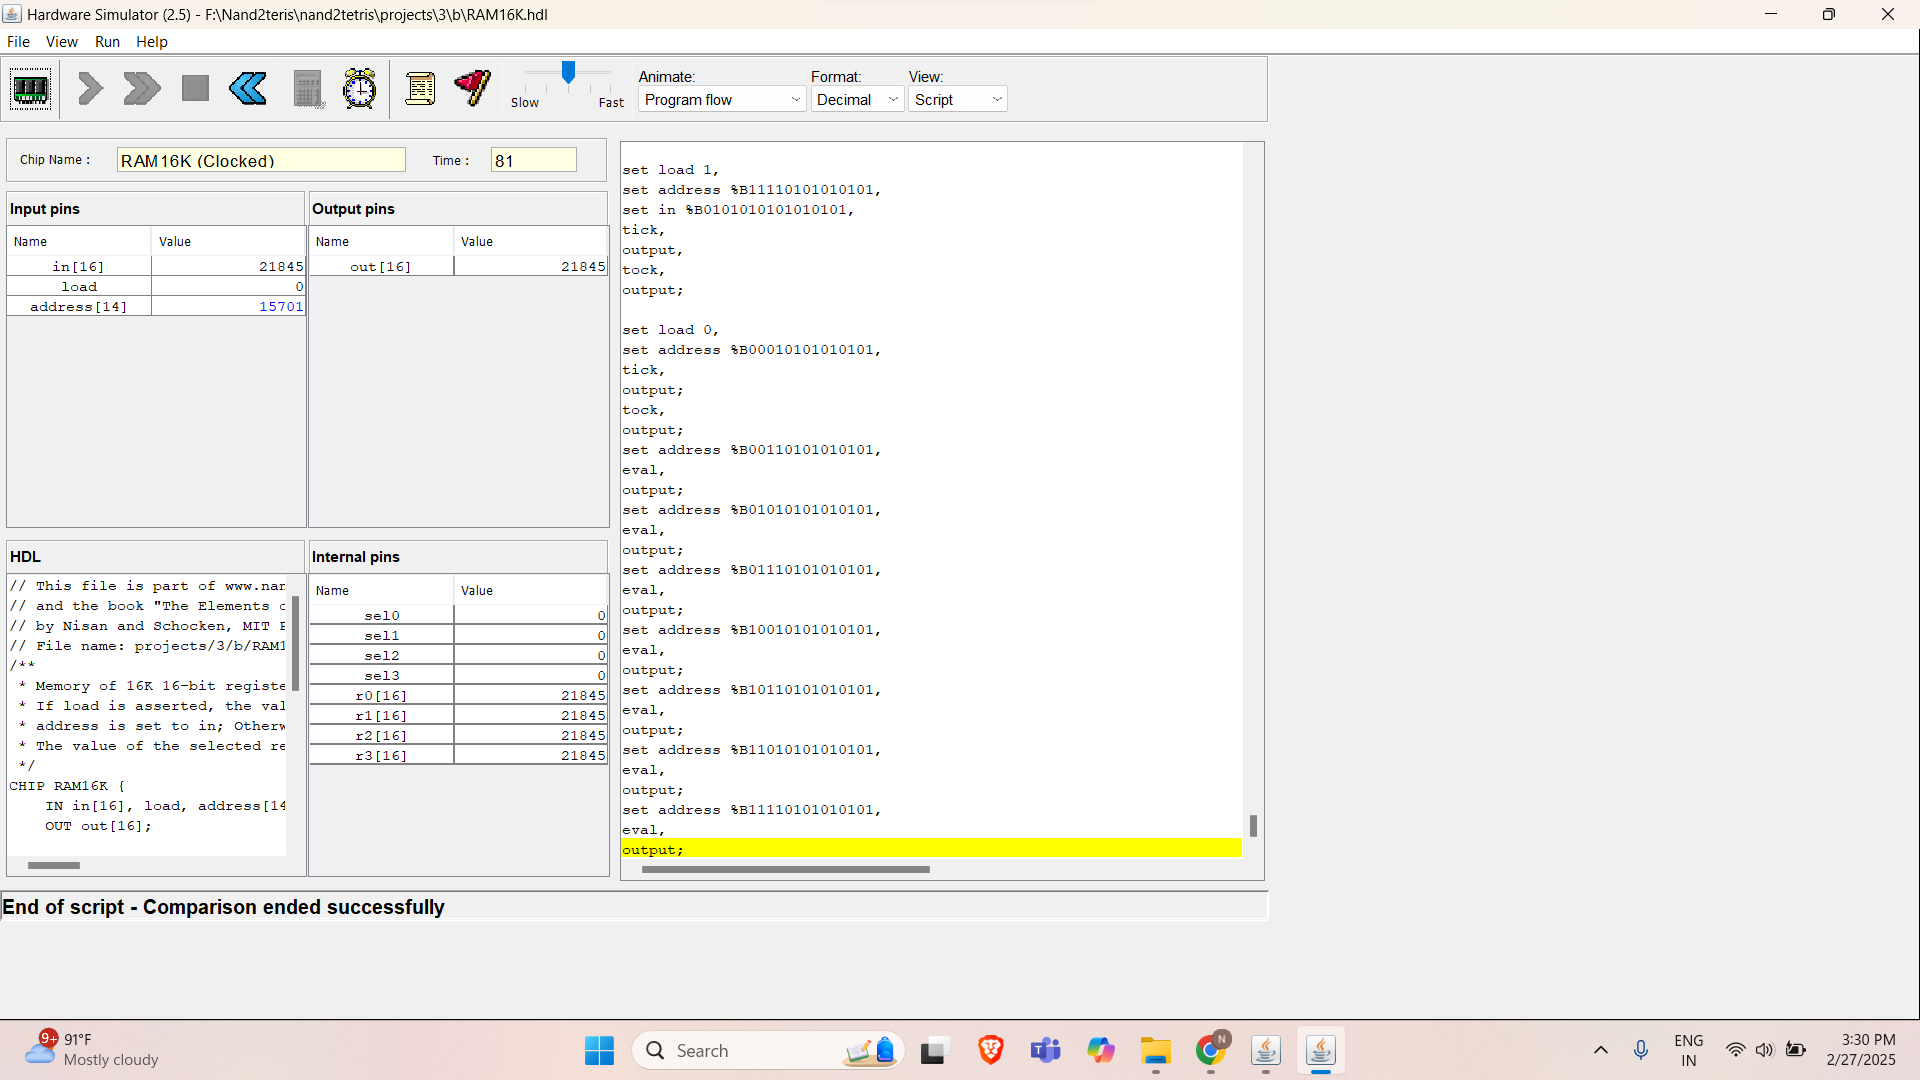 Hardware Simulator (2.5) - F:\Nand2teris\nand2tetris\projects\3\b\RAM16K.hdl
File View Run Help
Slow Fast
Animate: Format: View:
Program flow Decimal Script
Chip Name : RAM16K (Clocked) Time : 81
Input pins
Name Value
in[16] 21845
load 0
address[14] 15701
Output pins
Name Value
out[16] 21845
HDL
// This file is part of www.nan
// and the book "The Elements o
// by Nisan and Schocken, MIT P
// File name: projects/3/b/RAM1
/**
* Memory of 16K 16-bit registe
* If load is asserted, the val
* address is set to in; Otherw
* The value of the selected re
*/
CHIP RAM16K {
IN in[16], load, address[14
OUT out[16];
Internal pins
Name Value
sel0 0
sel1 0
sel2 0
sel3 0
r0[16] 21845
r1[16] 21845
r2[16] 21845
r3[16] 21845
set load 1,
set address %B11110101010101,
set in %B0101010101010101,
tick,
output,
tock,
output;
set load 0,
set address %B00010101010101,
tick,
output;
tock,
output;
set address %B00110101010101,
eval,
output;
set address %B01010101010101,
eval,
output;
set address %B01110101010101,
eval,
output;
set address %B10010101010101,
eval,
output;
set address %B10110101010101,
eval,
output;
set address %B11010101010101,
eval,
output;
set address %B11110101010101,
eval,
output;
End of script - Comparison ended successfully
9+
91°F
Mostly cloudy
Search
N
ENG
IN
3:30 PM
2/27/2025